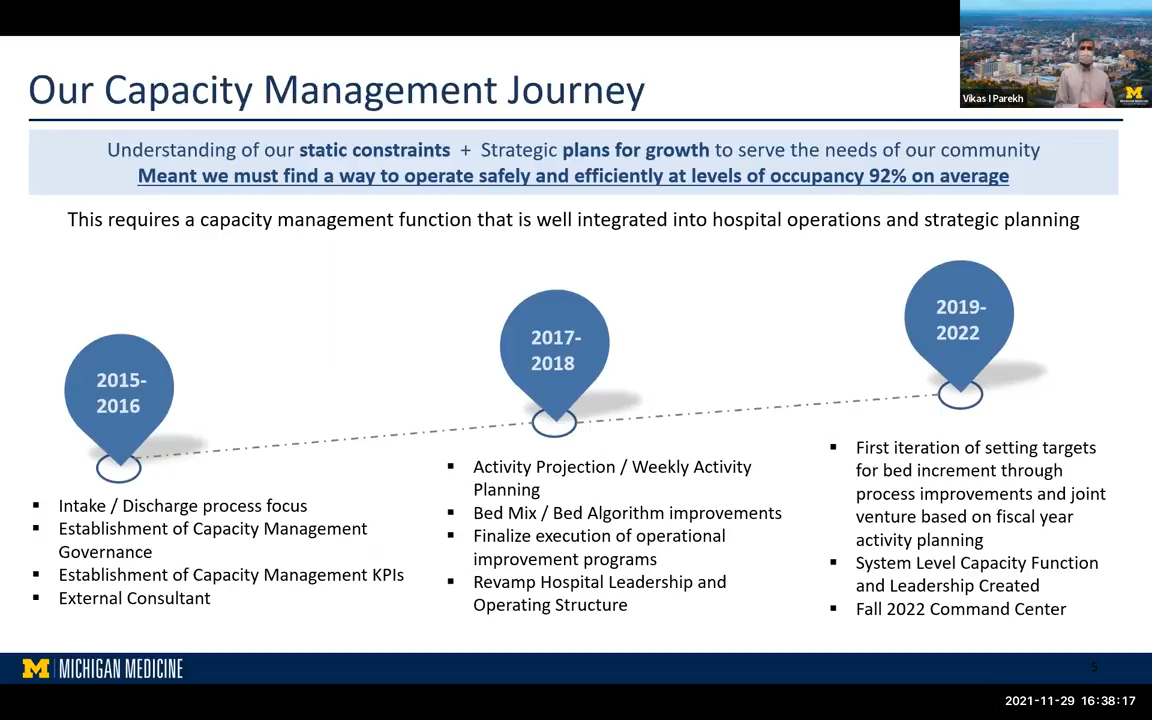 Our Capacity Management Journey
Vikas I Parekh
M
MICHIGAN MEDICINE
Understanding of our static constraints + Strategic plans for growth to serve the needs of our community
Meant we must find a way to operate safely and efficiently at levels of occupancy 92% on average
This requires a capacity management function that is well integrated into hospital operations and strategic planning
2015-
2016
▪ Intake / Discharge process focus
▪ Establishment of Capacity Management
Governance
▪ Establishment of Capacity Management KPIs
▪ External Consultant
2017-
2018
▪ Activity Projection / Weekly Activity
Planning
▪ Bed Mix / Bed Algorithm improvements
▪ Finalize execution of operational
improvement programs
▪ Revamp Hospital Leadership and
Operating Structure
2019-
2022
▪ First iteration of setting targets
for bed increment through
process improvements and joint
venture based on fiscal year
activity planning
▪ System Level Capacity Function
and Leadership Created
▪ Fall 2022 Command Center
M MICHIGAN MEDICINE
5
2021-11-29 16:38:17